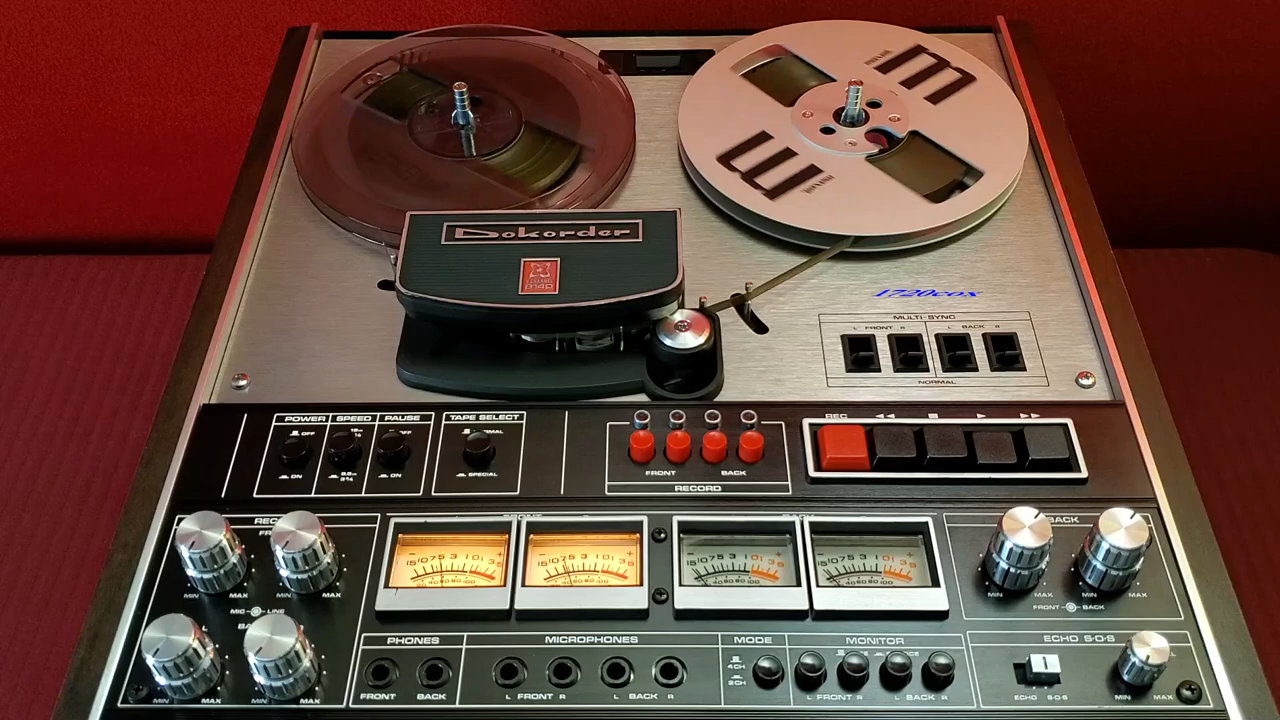 m
m
Dokorder
1140
1720cox
MULTI-SYNC
L FRONT R L BACK R
NORMAL
POWER SPEED PAUSE TAPE SELECT
OFF
ON
ON
SPECIAL
FRONT BACK
RECORD
REC ◀◀ ■ ▶ ▶▶
BACK
MIN MAX MIN MAX
MIC LINE
MIN MAX MIN MAX
MIN MAX MIN MAX
FRONT BACK
PHONES MICROPHONES MODE MONITOR ECHO S·O·S
4CH
2CH
FRONT BACK
L FRONT R L BACK R
L FRONT R L BACK R
ECHO S·O·S
MIN MAX